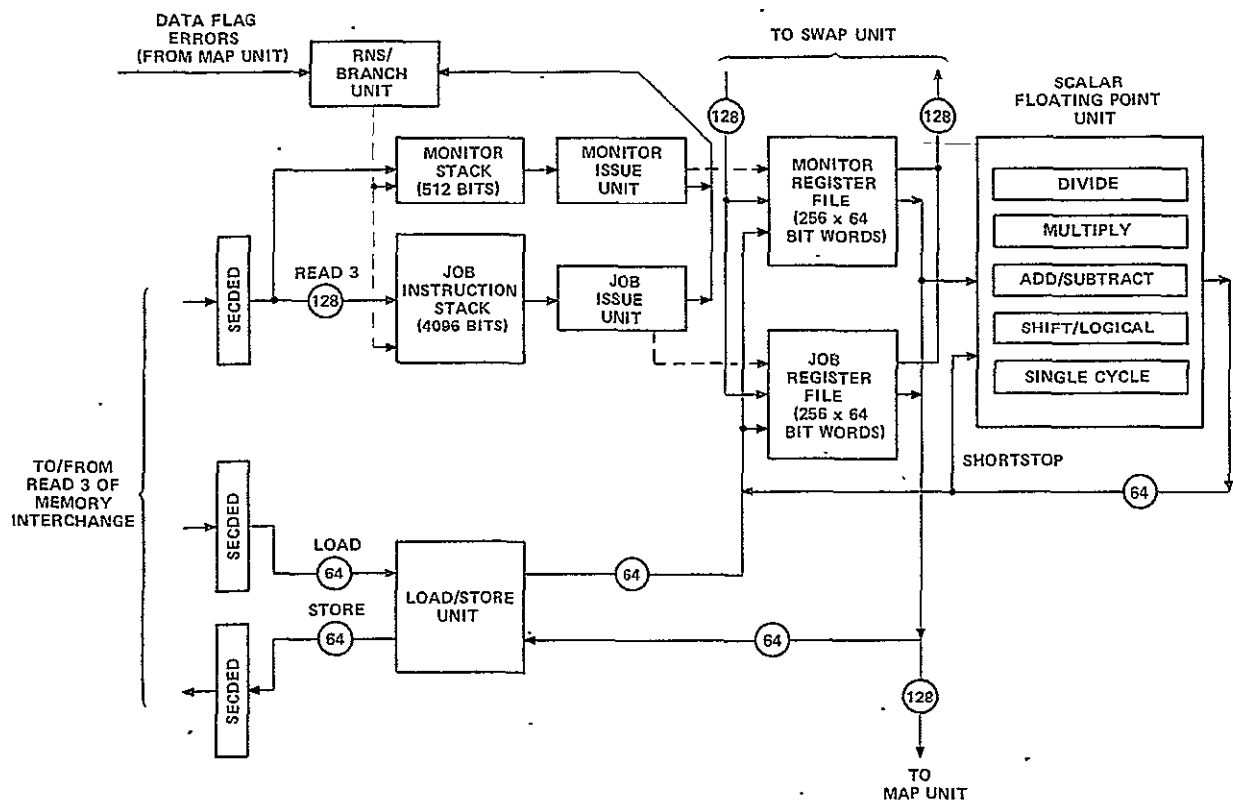 DATA FLAG
ERRORS
(FROM MAP UNIT)
RNS/
BRANCH
UNIT
TO SWAP UNIT
128
128
SCALAR
FLOATING POINT
UNIT
MONITOR
STACK
(512 BITS)
MONITOR
ISSUE
UNIT
MONITOR
REGISTER
FILE
(256 x 64
BIT WORDS)
DIVIDE
MULTIPLY
ADD/SUBTRACT
SHIFT/LOGICAL
SINGLE CYCLE
SECDED
READ 3
128
JOB
INSTRUCTION
STACK
(4096 BITS)
JOB
ISSUE
UNIT
JOB
REGISTER
FILE
(256 x 64
BIT WORDS)
SHORTSTOP
64
TO/FROM
READ 3 OF
MEMORY
INTERCHANGE
SECDED
LOAD
64
LOAD/STORE
UNIT
64
STORE
64
64
SECDED
128
TO
MAP UNIT